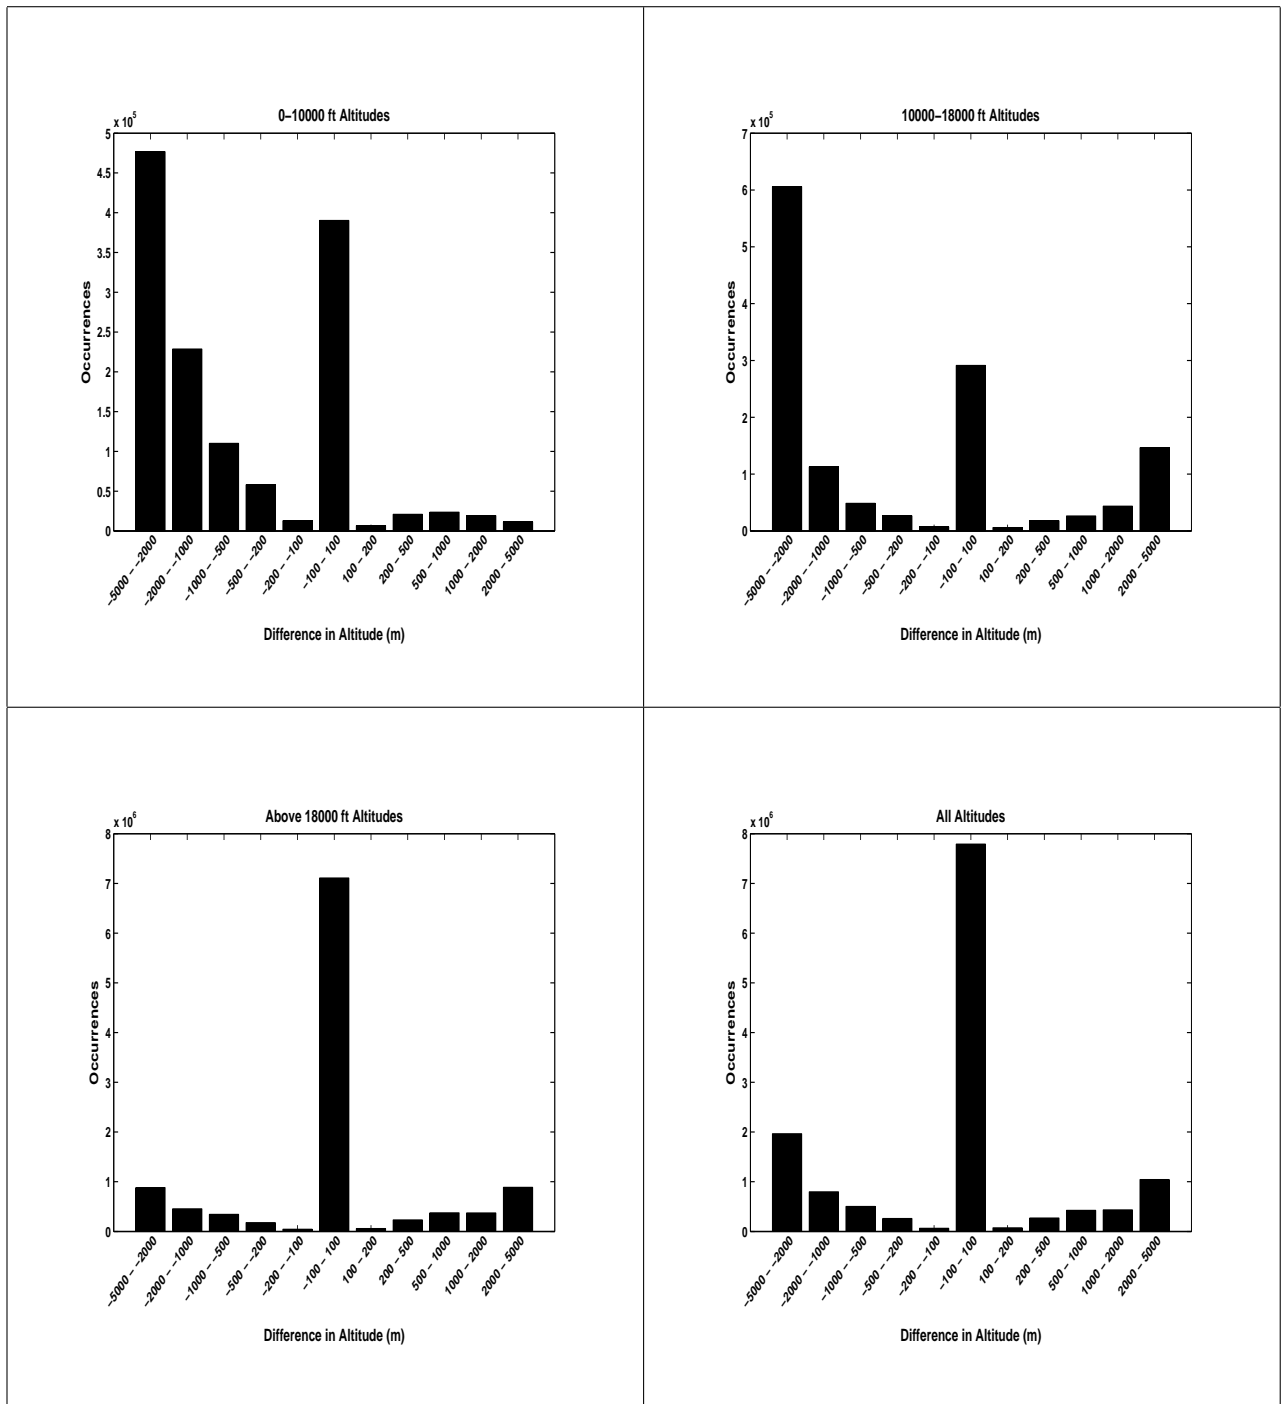 0–10000 ft Altitudes
x 10^5
5
4.5
4
3.5
3
2.5
2
1.5
1
0.5
0
Occurrences
–5000 – –2000
–2000 – –1000
–1000 – –500
–500 – –200
–200 – –100
–100 – 100
100 – 200
200 – 500
500 – 1000
1000 – 2000
2000 – 5000
Difference in Altitude (m)
10000–18000 ft Altitudes
x 10^5
7
6
5
4
3
2
1
0
Occurrences
–5000 – –2000
–2000 – –1000
–1000 – –500
–500 – –200
–200 – –100
–100 – 100
100 – 200
200 – 500
500 – 1000
1000 – 2000
2000 – 5000
Difference in Altitude (m)
Above 18000 ft Altitudes
x 10^6
8
7
6
5
4
3
2
1
0
Occurrences
–5000 – –2000
–2000 – –1000
–1000 – –500
–500 – –200
–200 – –100
–100 – 100
100 – 200
200 – 500
500 – 1000
1000 – 2000
2000 – 5000
Difference in Altitude (m)
All Altitudes
x 10^6
8
7
6
5
4
3
2
1
0
Occurrences
–5000 – –2000
–2000 – –1000
–1000 – –500
–500 – –200
–200 – –100
–100 – 100
100 – 200
200 – 500
500 – 1000
1000 – 2000
2000 – 5000
Difference in Altitude (m)